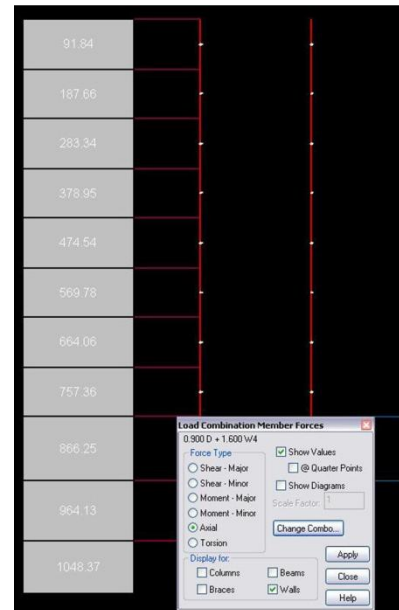 91.84
187.66
283.34
378.95
474.54
569.78
664.06
757.36
866.25
964.13
1048.37
Load Combination Member Forces
0.900 D + 1.600 W4
Force Type
Shear - Major
Shear - Minor
Moment - Major
Moment - Minor
Axial
Torsion
Show Values
@ Quarter Points
Show Diagrams
Scale Factor: 1
Change Combo...
Display for:
Columns
Beams
Braces
Walls
Apply
Close
Help